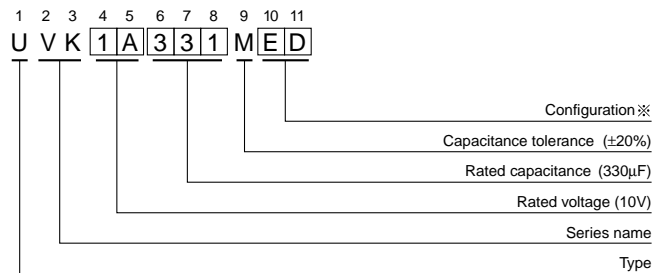 1 2 3 4 5 6 7 8 9 10 11
U V K 1 A 3 3 1 M E D
Configuration※
Capacitance tolerance (±20%)
Rated capacitance (330µF)
Rated voltage (10V)
Series name
Type